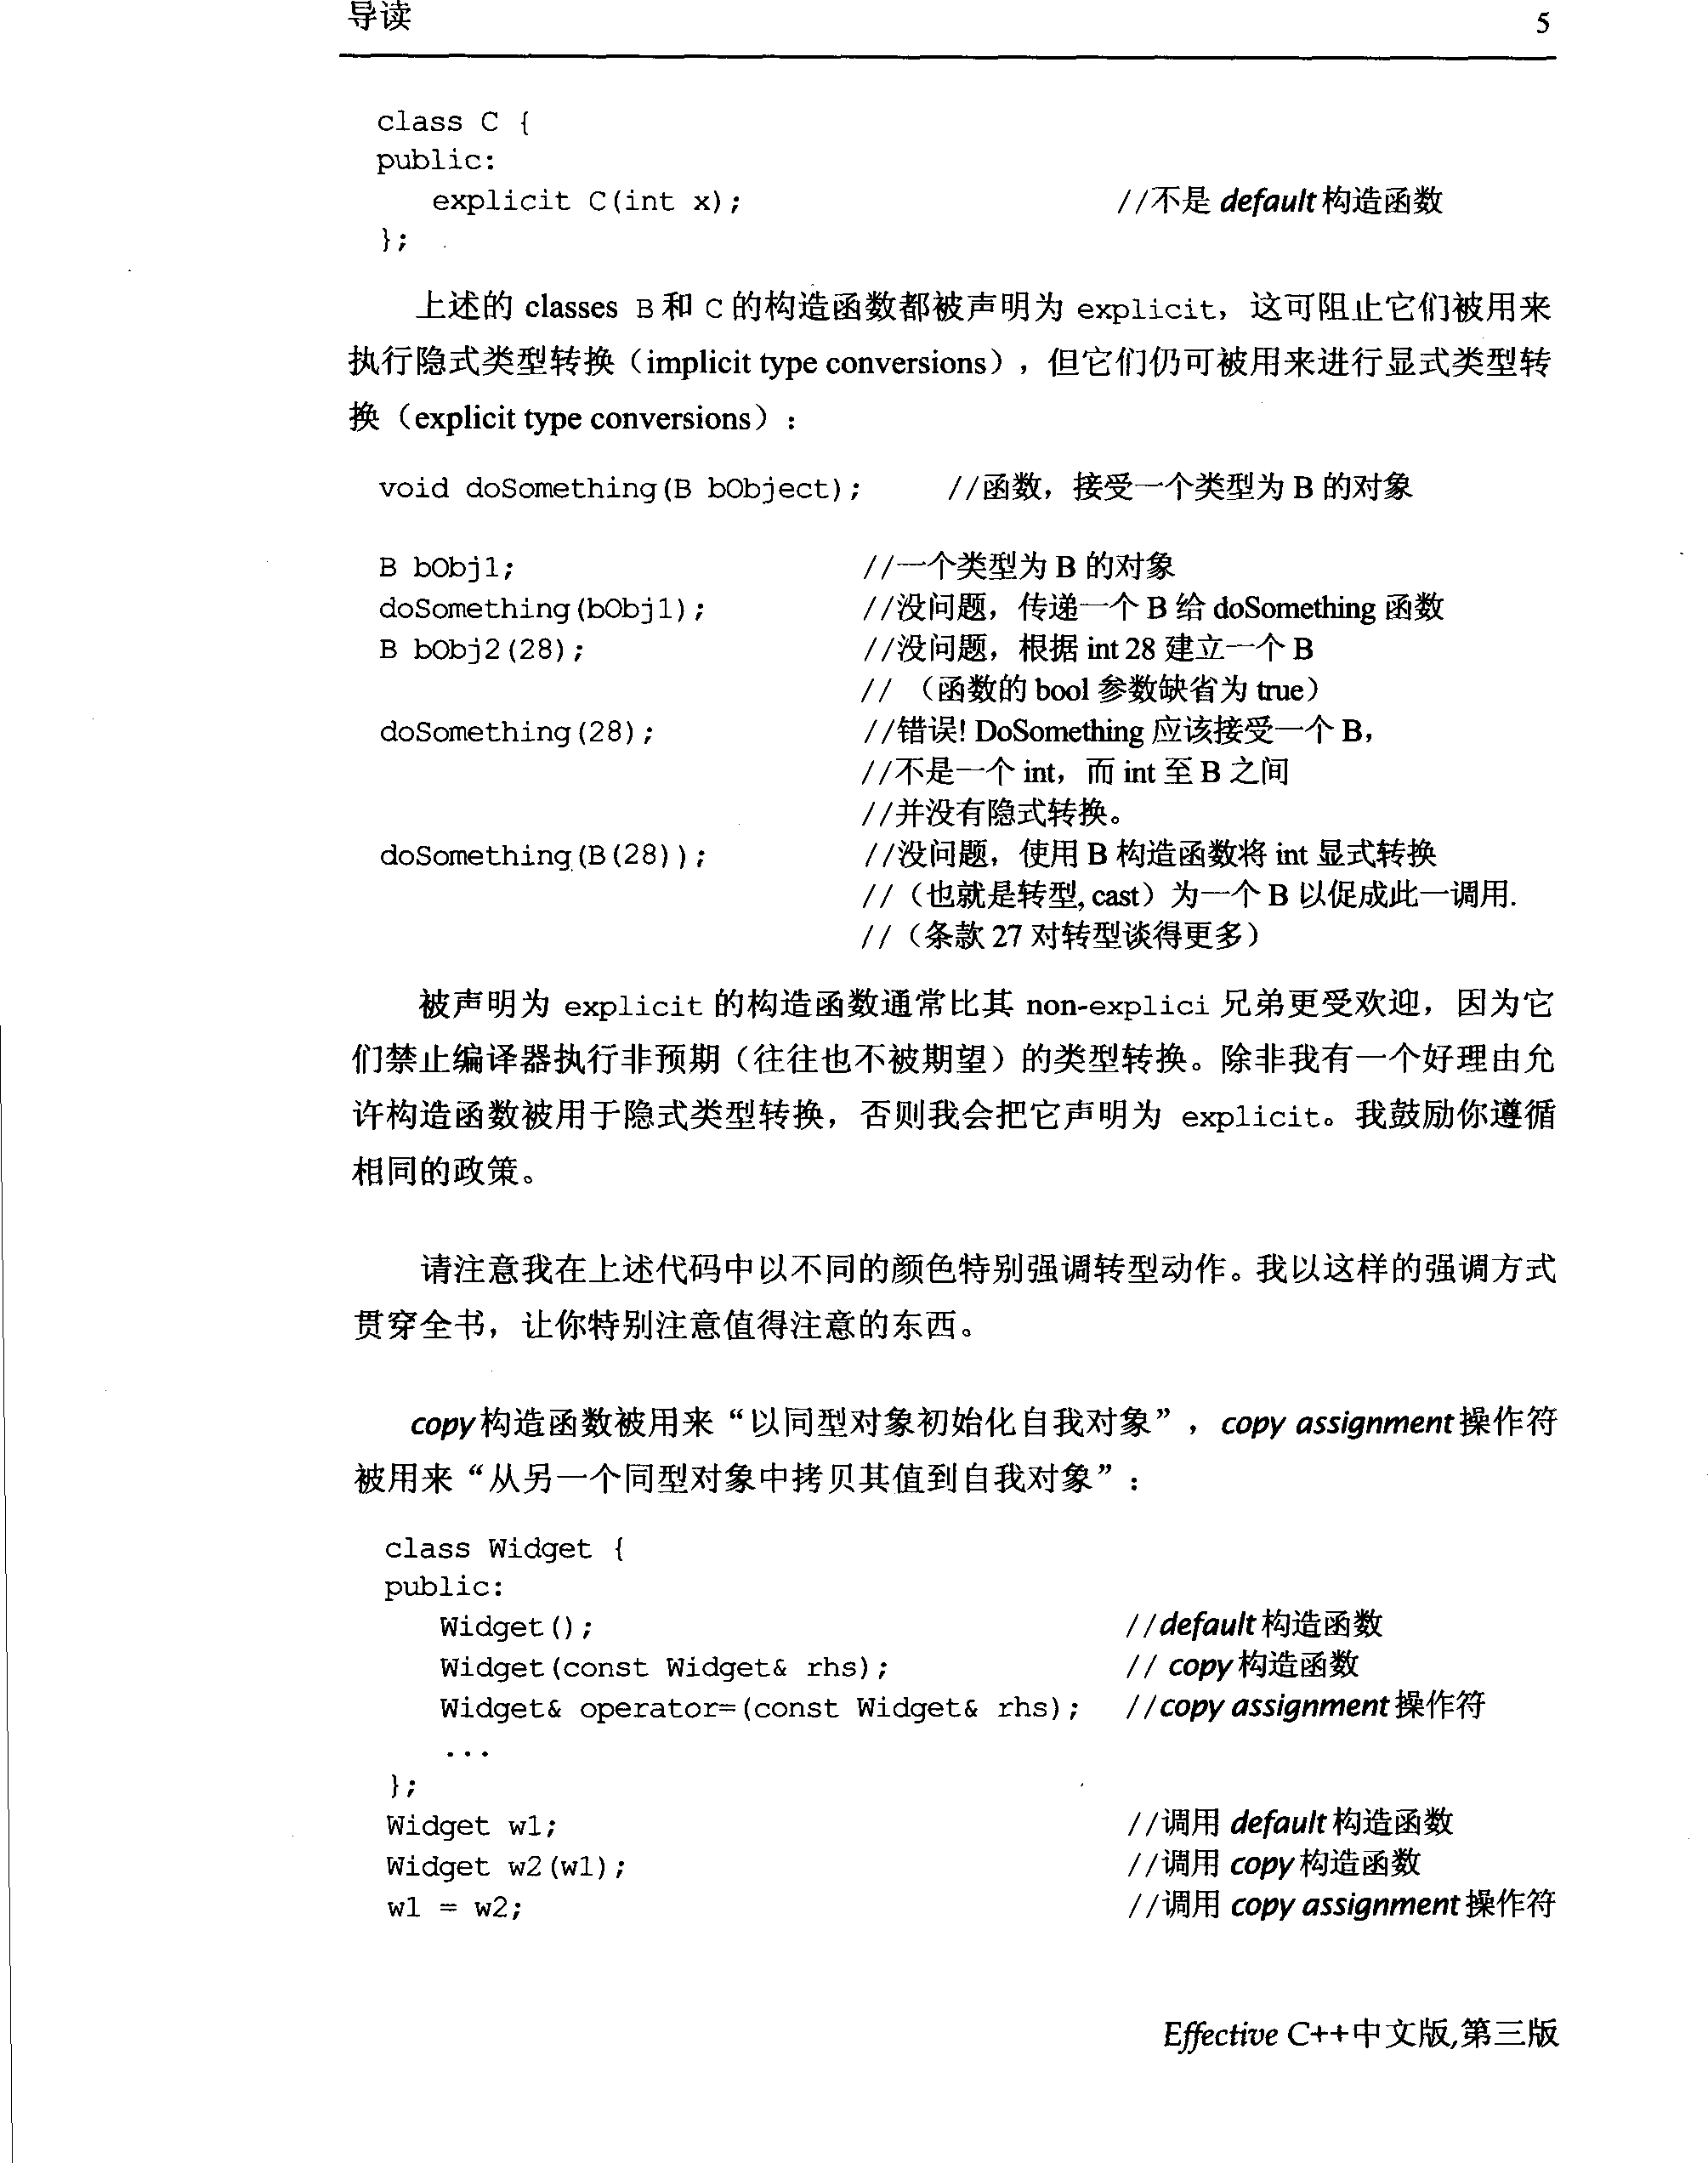 导读 5
class C {
public:
explicit C(int x); //不是 default 构造函数
};
上述的 classes B 和 C 的构造函数都被声明为 explicit，这可阻止它们被用来
执行隐式类型转换（implicit type conversions），但它们仍可被用来进行显式类型转
换（explicit type conversions）：
void doSomething(B bObject); //函数，接受一个类型为 B 的对象
B bObj1; //一个类型为 B 的对象
doSomething(bObj1); //没问题，传递一个 B 给 doSomething 函数
B bObj2(28); //没问题，根据 int 28 建立一个 B
// （函数的 bool 参数缺省为 true）
doSomething(28); //错误! DoSomething 应该接受一个 B，
//不是一个 int，而 int 至 B 之间
//并没有隐式转换。
doSomething(B(28)); //没问题，使用 B 构造函数将 int 显式转换
//（也就是转型, cast）为一个 B 以促成此一调用.
//（条款 27 对转型谈得更多）
被声明为 explicit 的构造函数通常比其 non-explici 兄弟更受欢迎，因为它
们禁止编译器执行非预期（往往也不被期望）的类型转换。除非我有一个好理由允
许构造函数被用于隐式类型转换，否则我会把它声明为 explicit。我鼓励你遵循
相同的政策。
请注意我在上述代码中以不同的颜色特别强调转型动作。我以这样的强调方式
贯穿全书，让你特别注意值得注意的东西。
copy 构造函数被用来“以同型对象初始化自我对象”，copy assignment 操作符
被用来“从另一个同型对象中拷贝其值到自我对象”：
class Widget {
public:
Widget(); //default 构造函数
Widget(const Widget& rhs); // copy 构造函数
Widget& operator=(const Widget& rhs); //copy assignment 操作符
...
};
Widget w1; //调用 default 构造函数
Widget w2(w1); //调用 copy 构造函数
w1 = w2; //调用 copy assignment 操作符
Effective C++中文版,第三版